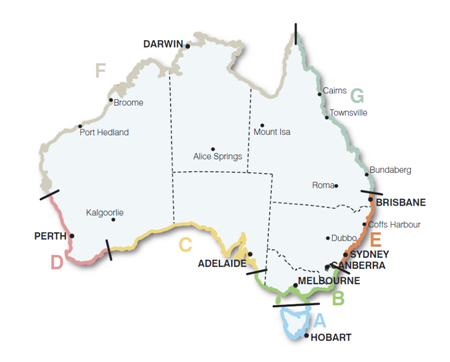 DARWIN
F
Broome
Cairns
G
Townsville
Port Hedland
Mount Isa
Alice Springs
Bundaberg
Roma
BRISBANE
Kalgoorlie
Coffs Harbour
PERTH
Dubbo
E
C
D
SYDNEY
ADELAIDE
CANBERRA
MELBOURNE
B
A
HOBART